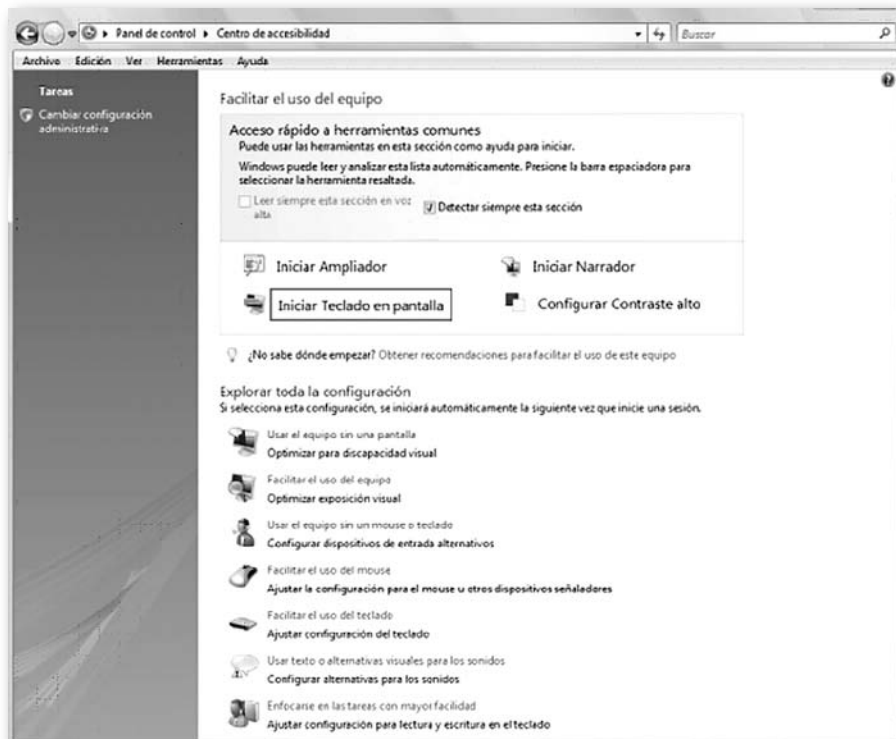 Panel de control ▸ Centro de accesibilidad
Buscar
Archivo Edición Ver Herramientas Ayuda
Tareas
Cambiar configuración
administrativa
Facilitar el uso del equipo
Acceso rápido a herramientas comunes
Puede usar las herramientas en esta sección como ayuda para iniciar.
Windows puede leer y analizar esta lista automáticamente. Presione la barra espaciadora para
seleccionar la herramienta resaltada.
Leer siempre esta sección en voz
alta
Detectar siempre esta sección
Iniciar Ampliador
Iniciar Narrador
Iniciar Teclado en pantalla
Configurar Contraste alto
¿No sabe dónde empezar? Obtener recomendaciones para facilitar el uso de este equipo
Explorar toda la configuración
Si selecciona esta configuración, se iniciará automáticamente la siguiente vez que inicie una sesión.
Usar el equipo sin una pantalla
Optimizar para discapacidad visual
Facilitar el uso del equipo
Optimizar exposición visual
Usar el equipo sin un mouse o teclado
Configurar dispositivos de entrada alternativos
Facilitar el uso del mouse
Ajustar la configuración para el mouse u otros dispositivos señaladores
Facilitar el uso del teclado
Ajustar configuración del teclado
Usar texto o alternativas visuales para los sonidos
Configurar alternativas para los sonidos
Enfocarse en las tareas con mayor facilidad
Ajustar configuración para lectura y escritura en el teclado